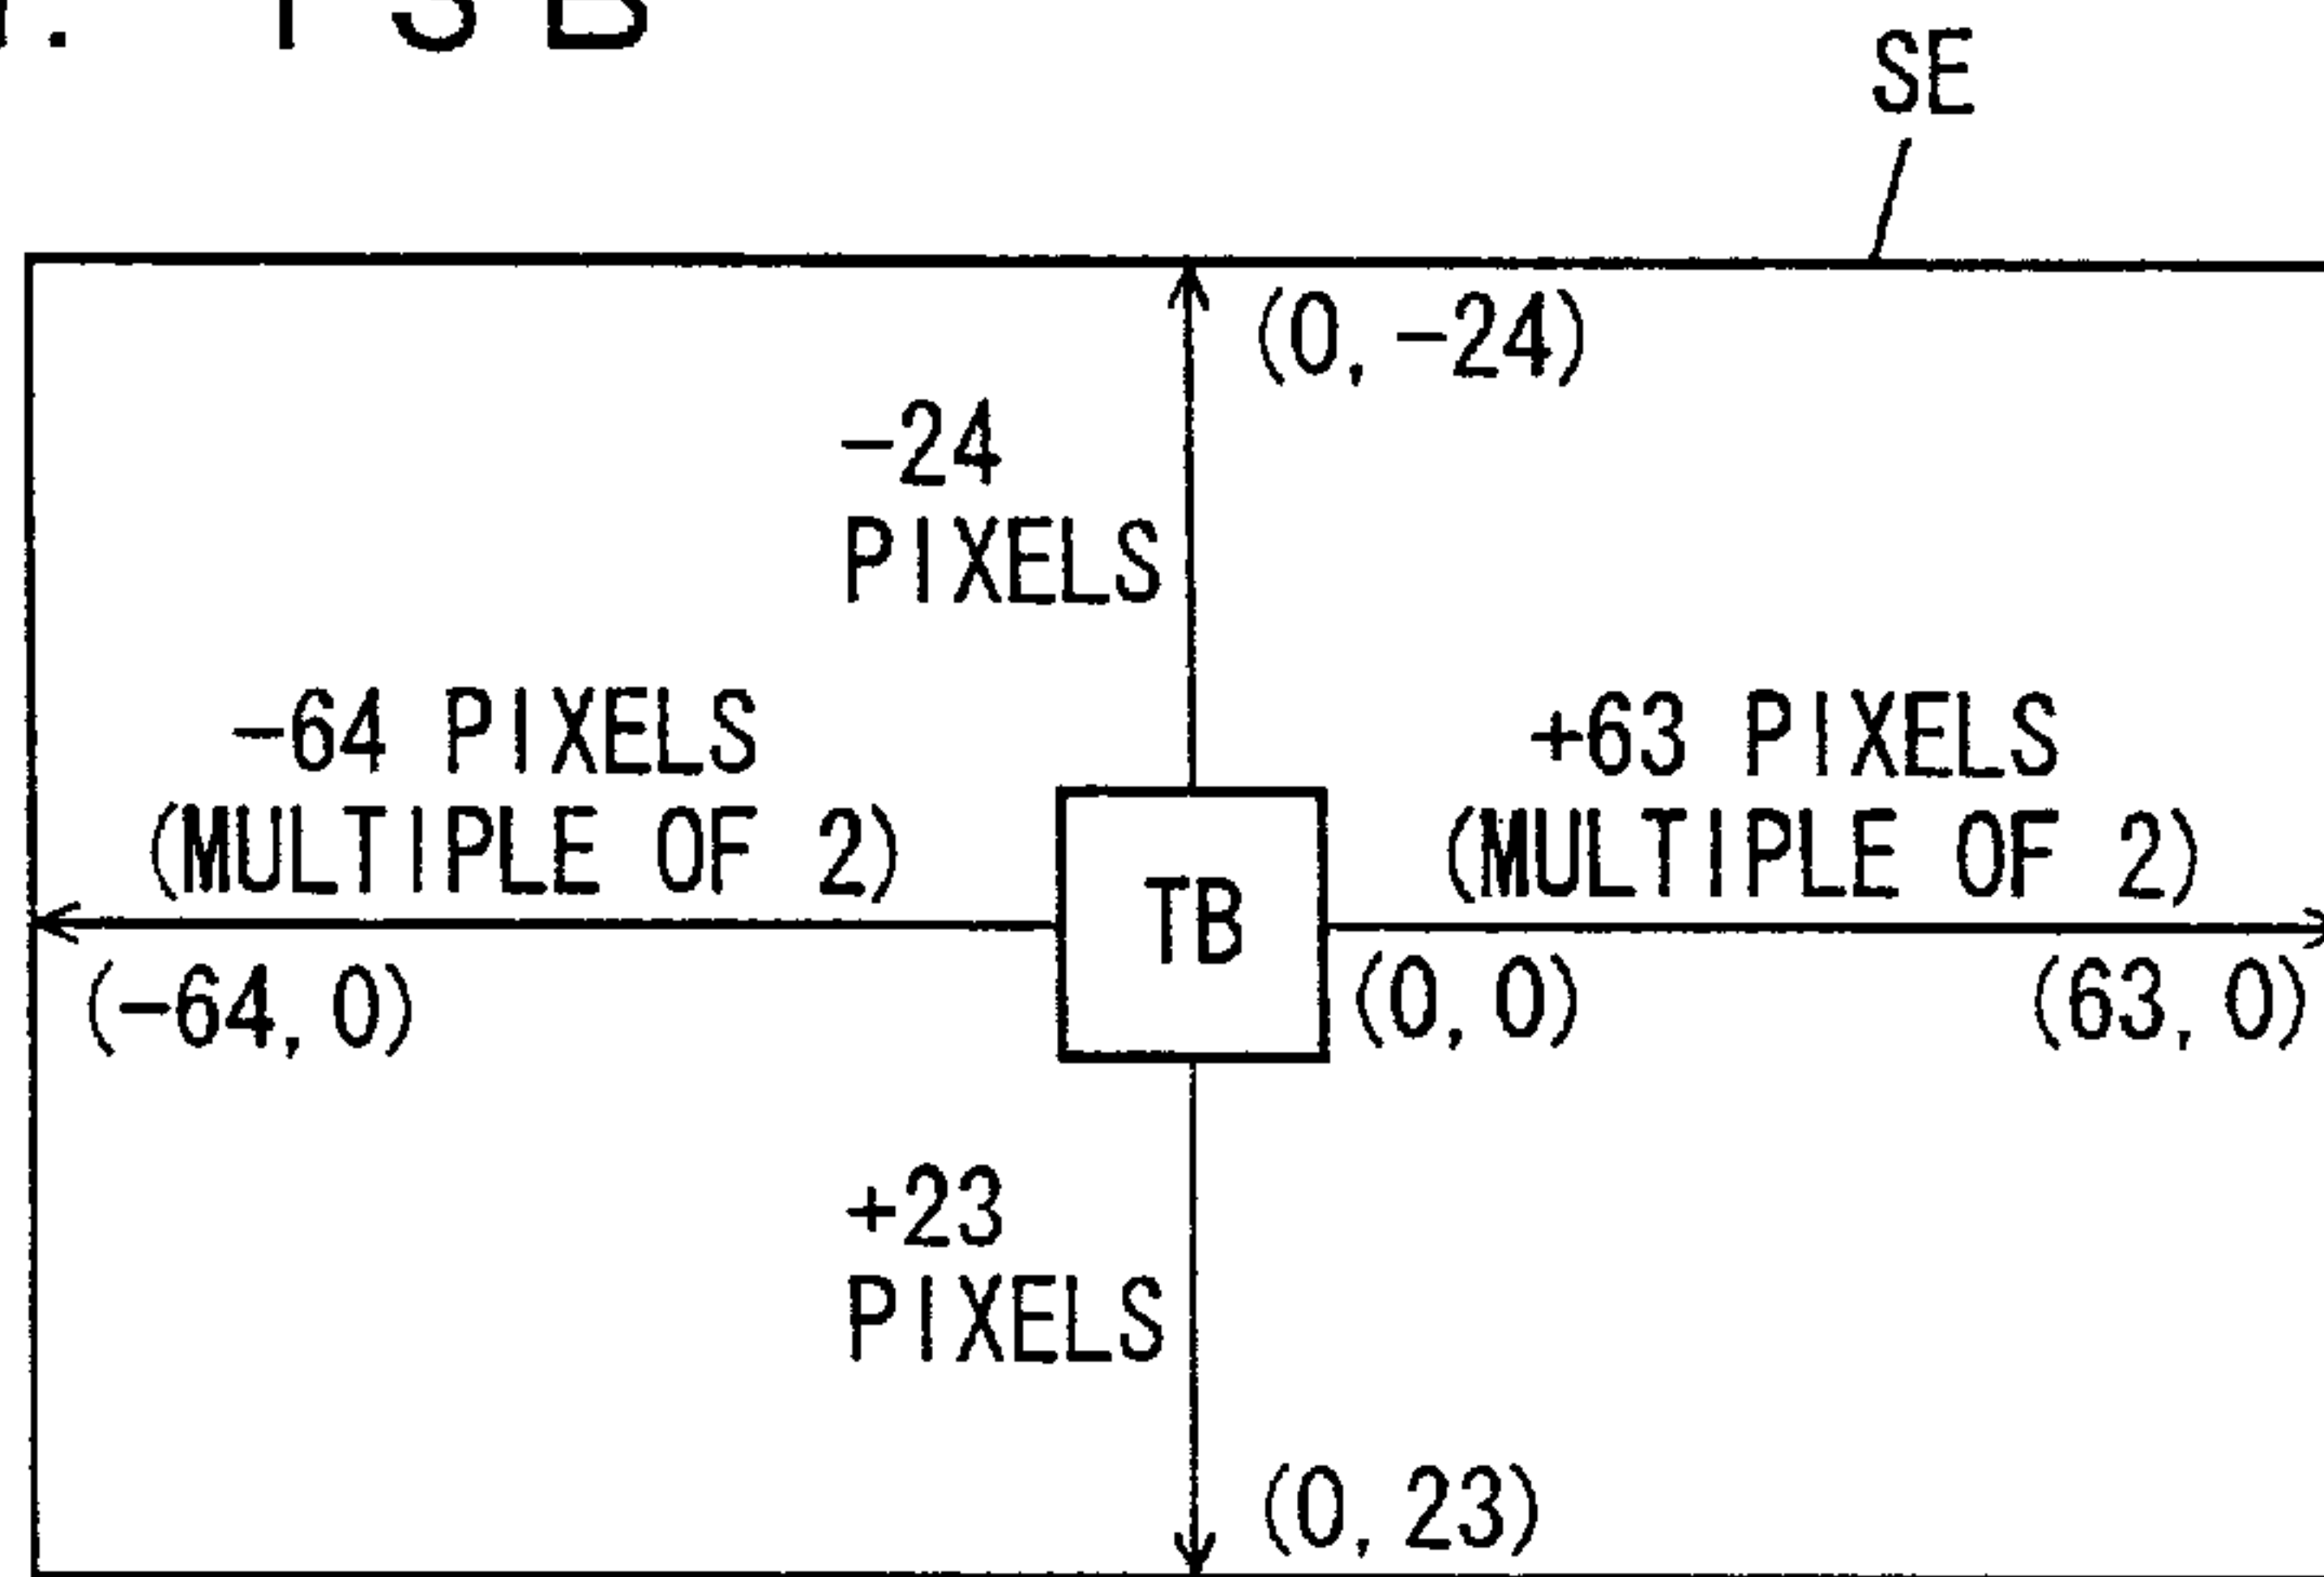 SE
(0,-24)
-24
PIXELS
-64 PIXELS
(MULTIPLE OF 2)
+63 PIXELS
(MULTIPLE OF 2)
TB
(-64,0)
(0,0)
(63,0)
+23
PIXELS
(0,23)